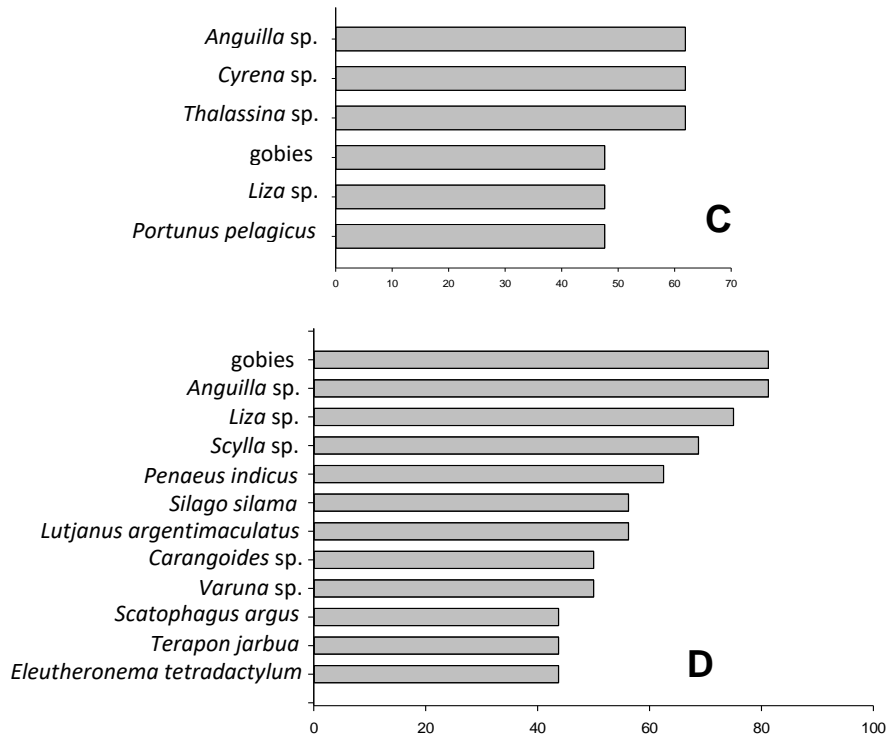 Anguilla sp.
Cyrena sp.
Thalassina sp.
gobies
Liza sp.
Portunus pelagicus
C
0 10 20 30 40 50 60 70
gobies
Anguilla sp.
Liza sp.
Scylla sp.
Penaeus indicus
Silago silama
Lutjanus argentimaculatus
Carangoides sp.
Varuna sp.
Scatophagus argus
Terapon jarbua
Eleutheronema tetradactylum
D
0 20 40 60 80 100